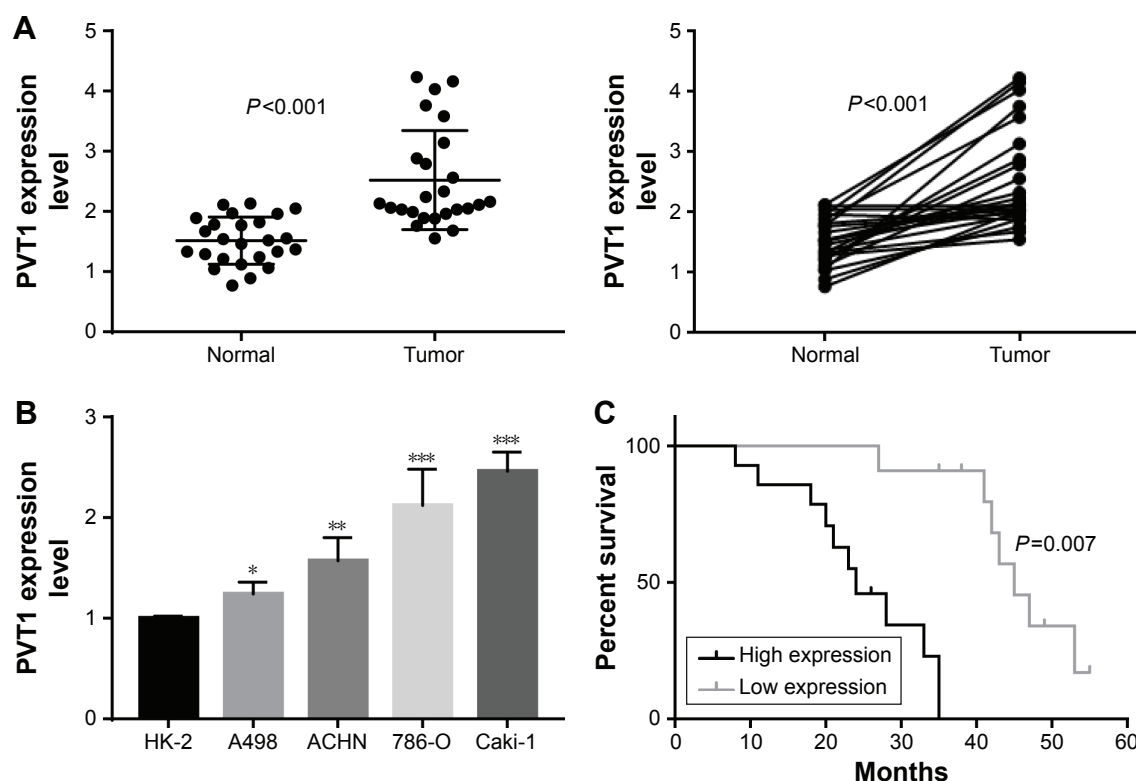 A
PVT1 expression
level
5
4
3
2
1
0
P<0.001
Normal
Tumor
PVT1 expression
level
5
4
3
2
1
0
P<0.001
Normal
Tumor
B
PVT1 expression
level
3
2
1
0
*
**
***
***
HK-2
A498
ACHN
786-O
Caki-1
C
Percent survival
100
50
0
P=0.007
High expression
Low expression
0
10
20
30
40
50
60
Months